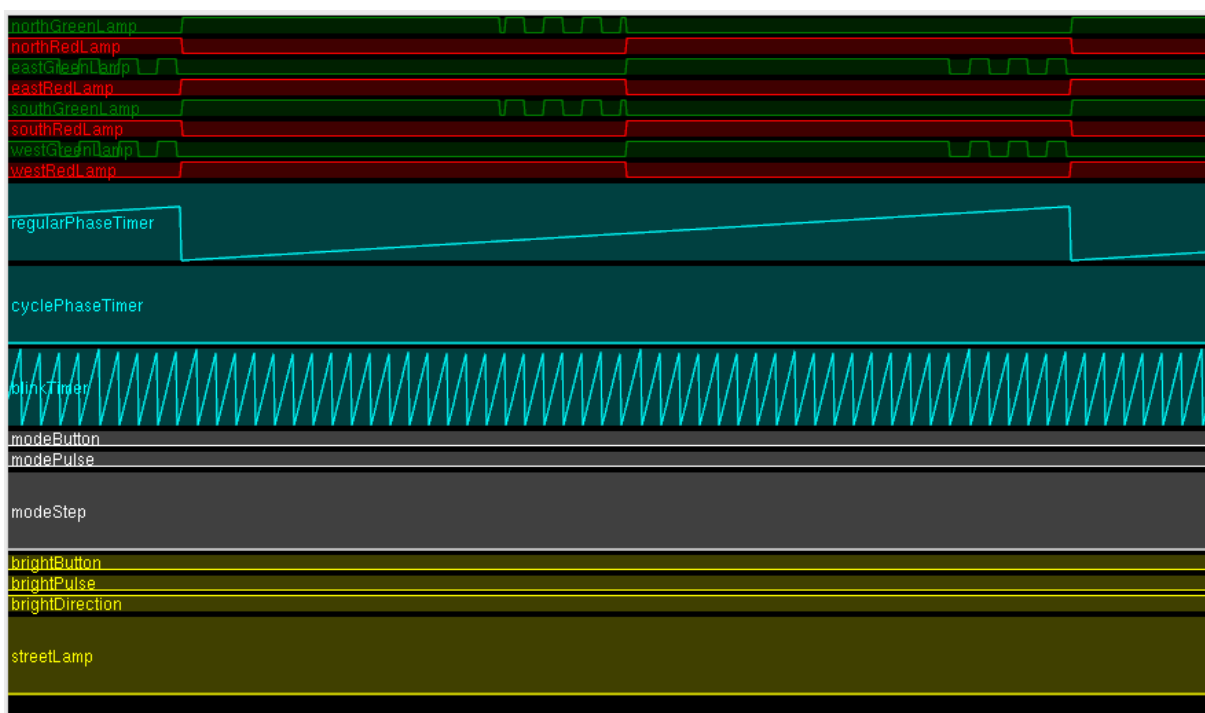 northGreenLamp
northRedLamp
eastGreenLamp
eastRedLamp
southGreenLamp
southRedLamp
westGreenLamp
westRedLamp
regularPhaseTimer
cyclePhaseTimer
blinkTimer
modeButton
modePulse
modeStep
brightButton
brightPulse
brightDirection
streetLamp